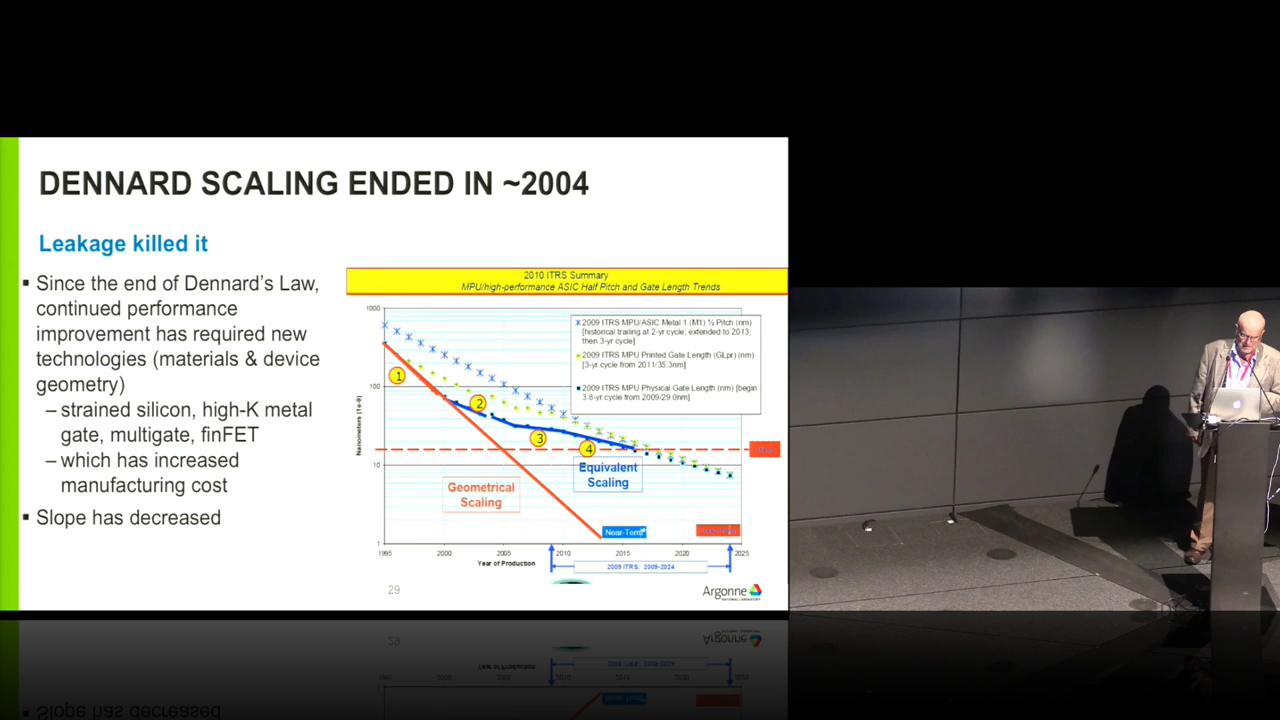 DENNARD SCALING ENDED IN ~2004
Leakage killed it
▪ Since the end of Dennard's Law,
continued performance
improvement has required new
technologies (materials & device
geometry)
– strained silicon, high-K metal
gate, multigate, finFET
– which has increased
manufacturing cost
▪ Slope has decreased
2010 ITRS Summary
MPU/high-performance ASIC Half Pitch and Gate Length Trends
1000
100
10
1
Nanometers (1e-9)
2009 ITRS MPU/ASIC Metal 1 (M1) ½ Pitch (nm)
[historical trailing at 2-yr cycle, extended to 2013;
then 3-yr cycle]
2009 ITRS MPU Printed Gate Length (GLpr) (nm)
[3-yr cycle from 2011/35.3nm]
2009 ITRS MPU Physical Gate Length (nm) [begin
3.8-yr cycle from 2009/29.0nm]
1
2
3
4
Geometrical
Scaling
Equivalent
Scaling
Near-Term
1995 2000 2005 2010 2015 2020 2025
Year of Production
2009 ITRS: 2009-2024
29
Argonne
NATIONAL LABORATORY